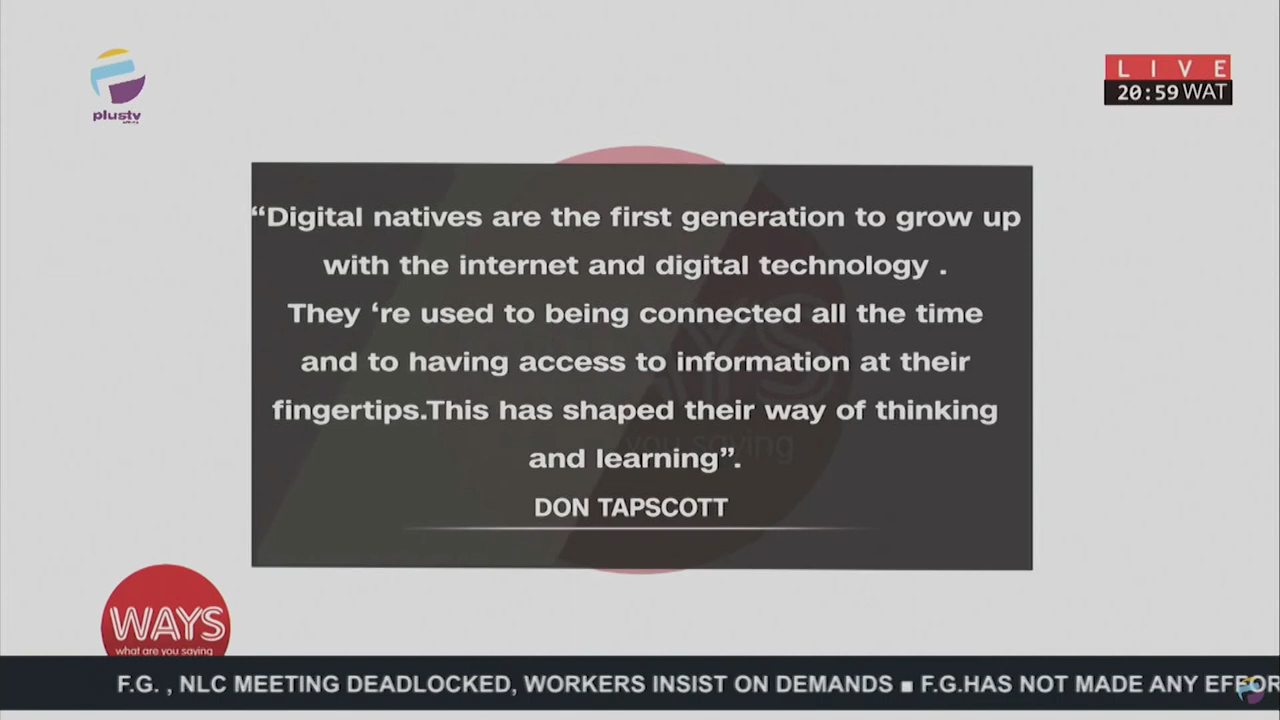 plustv
LIVE
20:59 WAT
“Digital natives are the first generation to grow up
with the internet and digital technology .
They ‘re used to being connected all the time
and to having access to information at their
fingertips.This has shaped their way of thinking
and learning”.
DON TAPSCOTT
you saying
WAYS
what are you saying
F.G. , NLC MEETING DEADLOCKED, WORKERS INSIST ON DEMANDS ■ F.G.HAS NOT MADE ANY EFFOR